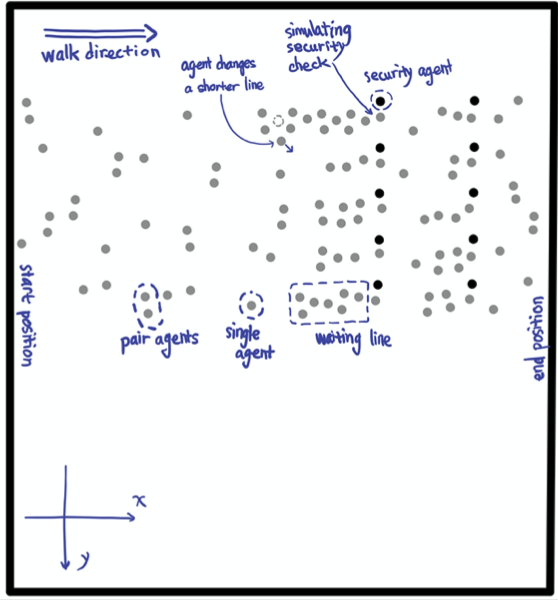 walk direction
agent changes
a shorter line
simulating
security
check
security agent
start position
pair agents
single
agent
waiting line
end position
x
y